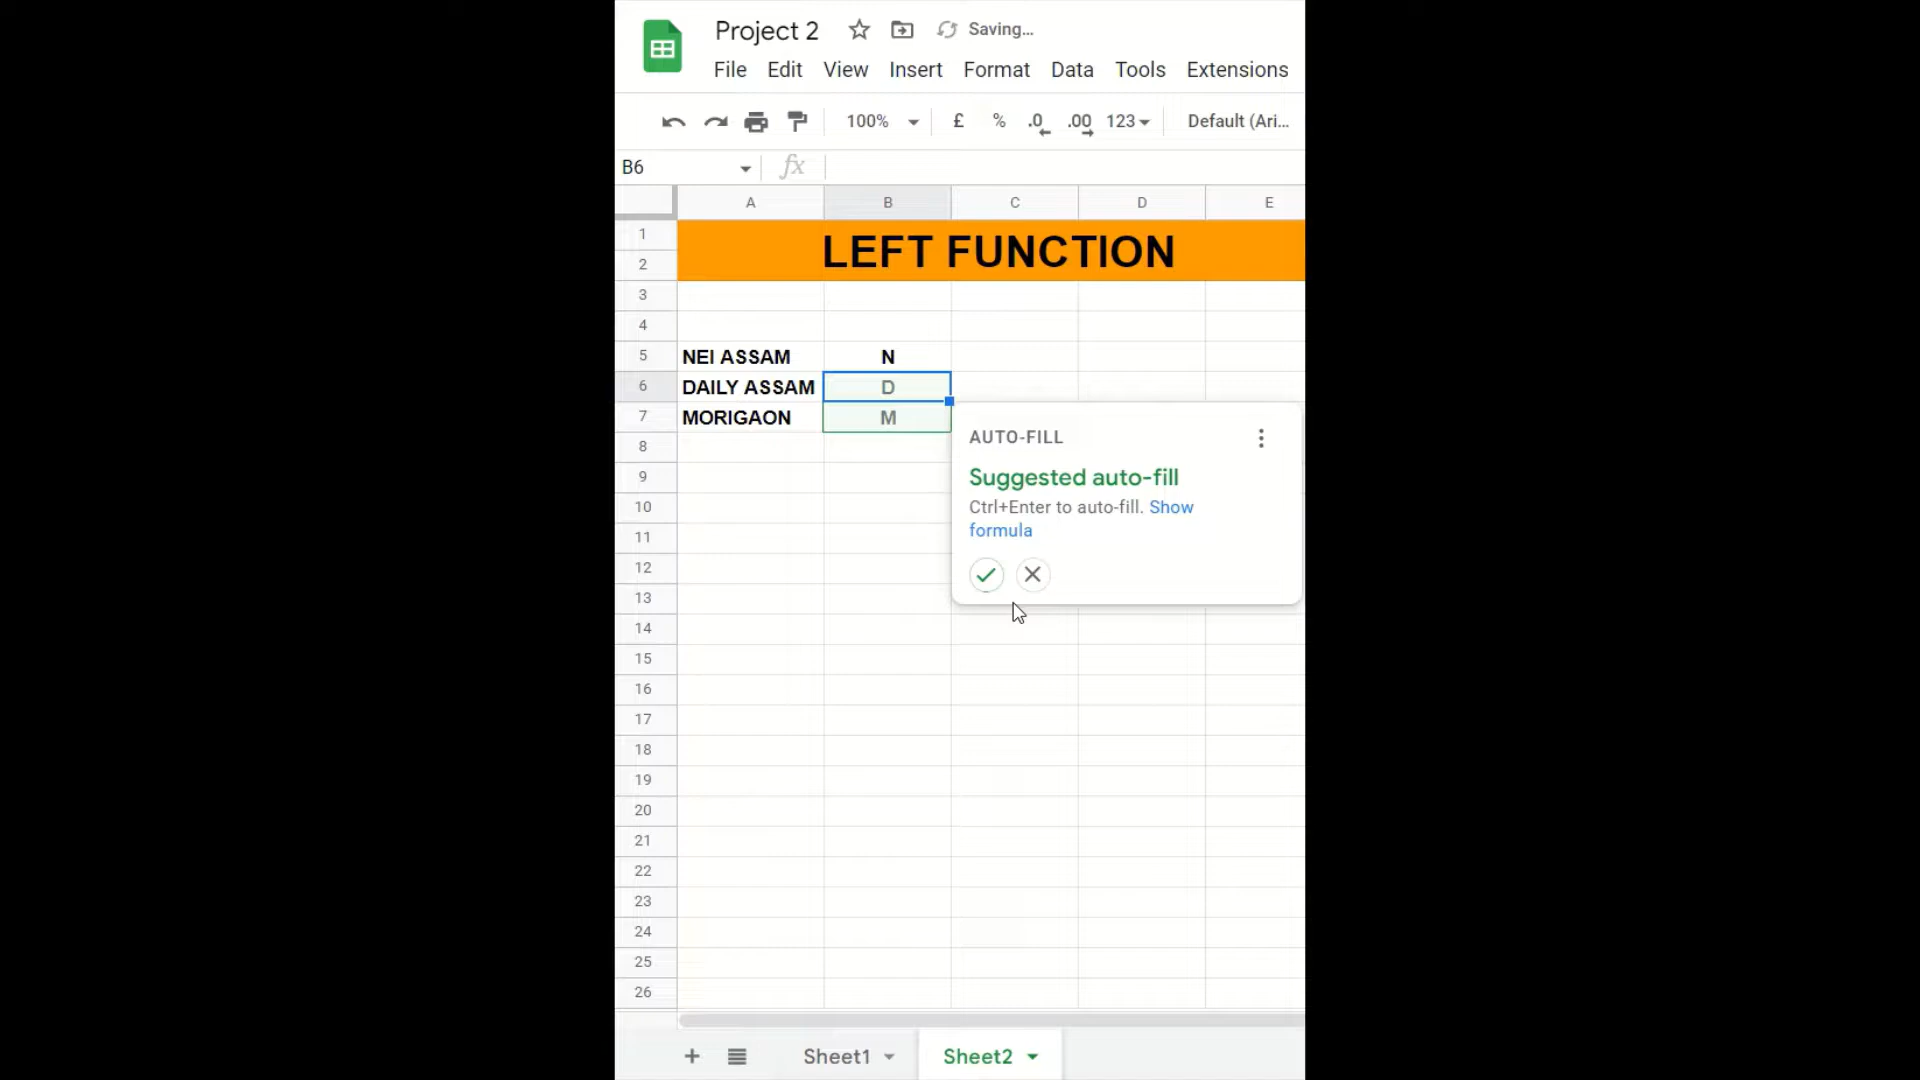 Project 2 Saving...
File Edit View Insert Format Data Tools Extensions
100% £ % .0 .00 123 Default (Ari...
B6 fx
A B C D E
1 LEFT FUNCTION
2
3
4
5 NEI ASSAM N
6 DAILY ASSAM D
7 MORIGAON M
AUTO-FILL
8
Suggested auto-fill
9
Ctrl+Enter to auto-fill. Show
10
formula
11
12
13
14
15
16
17
18
19
20
21
22
23
24
25
26
+ Sheet1 Sheet2